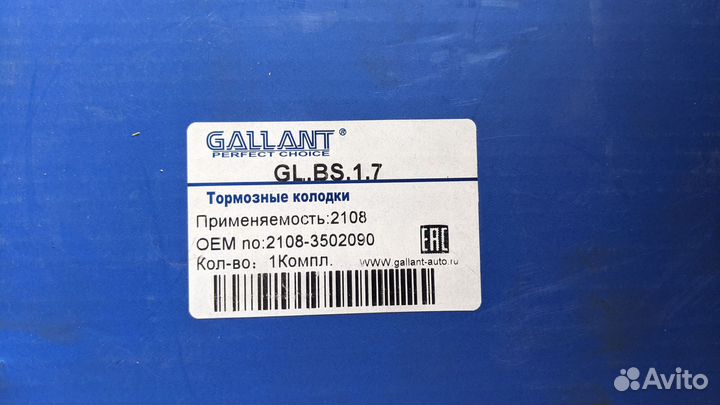 GALLANT®
PERFECT CHOICE
GL.BS.1.7
Тормозные колодки
Применяемость:2108
OEM no:2108-3502090
EAC
Кол-во: 1Компл.
www.gallant-auto.ru
Avito